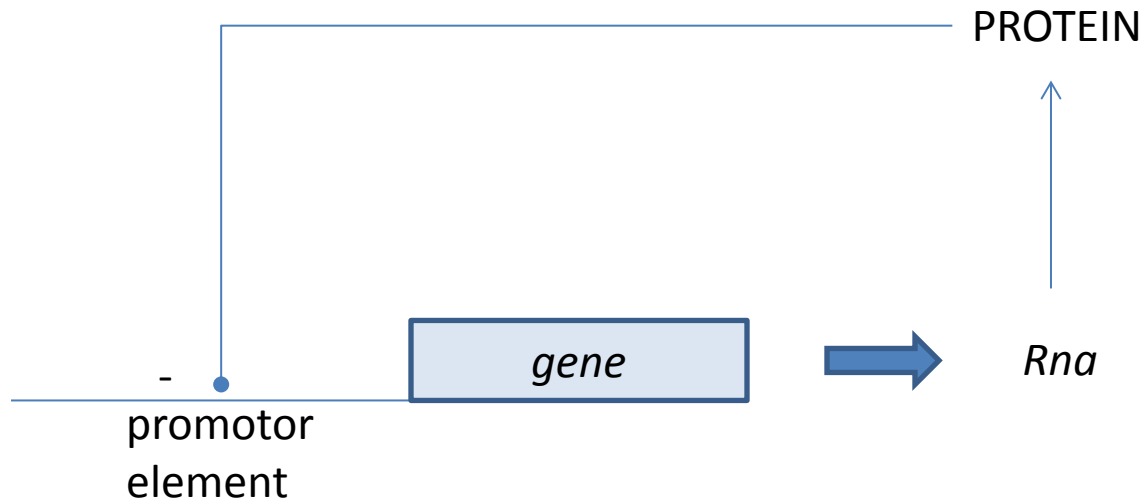 PROTEIN
gene
Rna
-
promotor
element